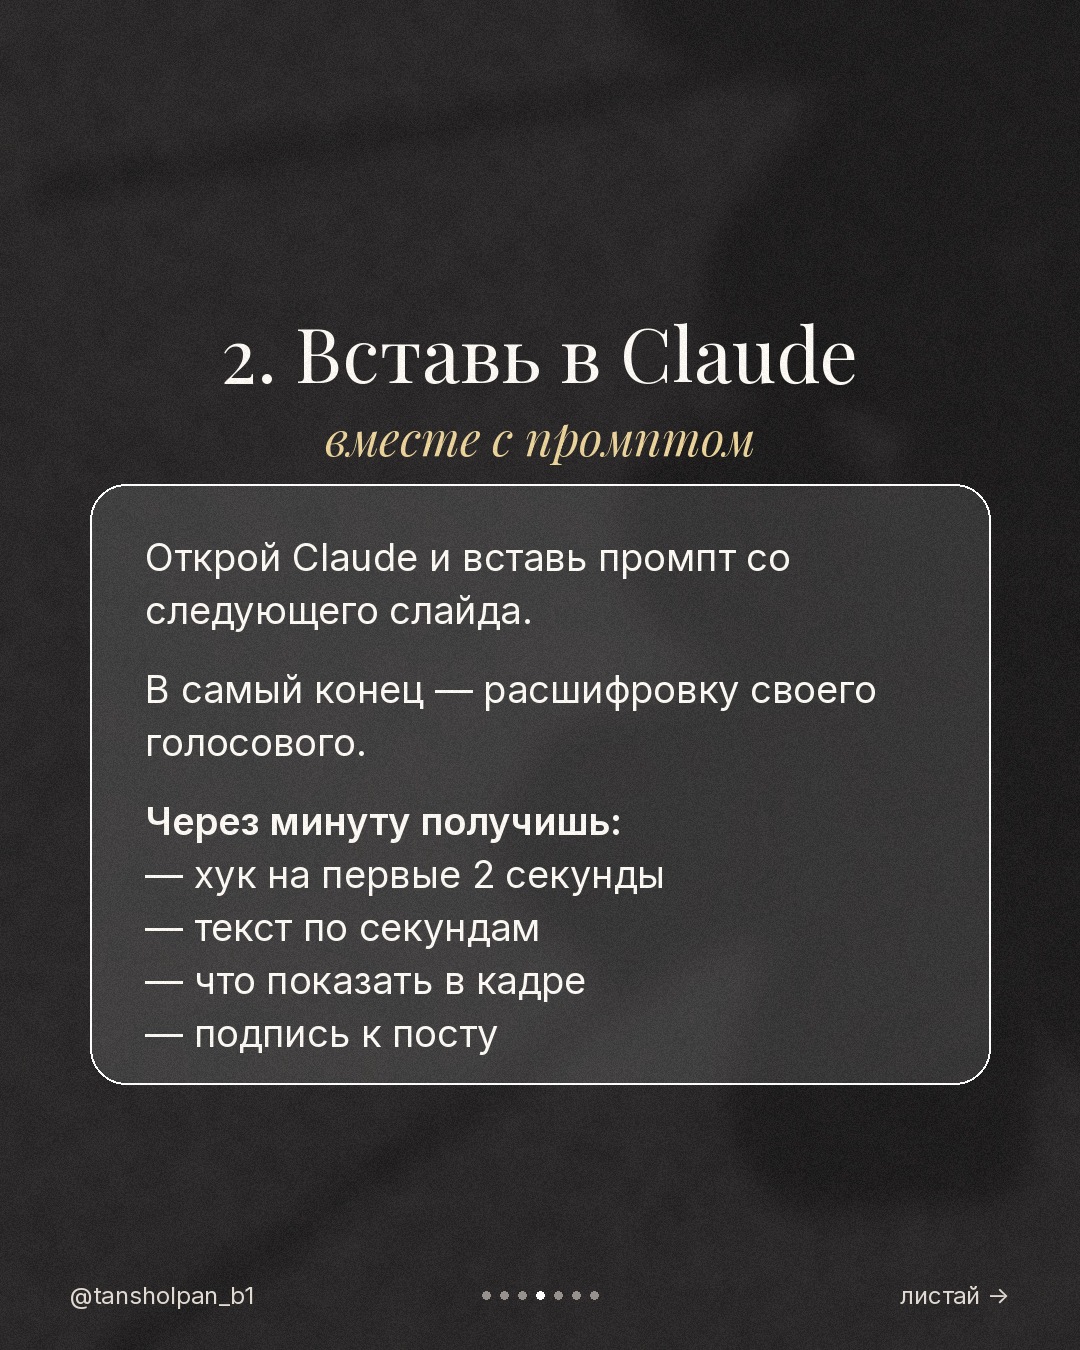 2. Вставь в Claude
вместе с промптом
Открой Claude и вставь промпт со
следующего слайда.
В самый конец — расшифровку своего
голосового.
Через минуту получишь:
— хук на первые 2 секунды
— текст по секундам
— что показать в кадре
— подпись к посту
@tansholpan_b1
листай →